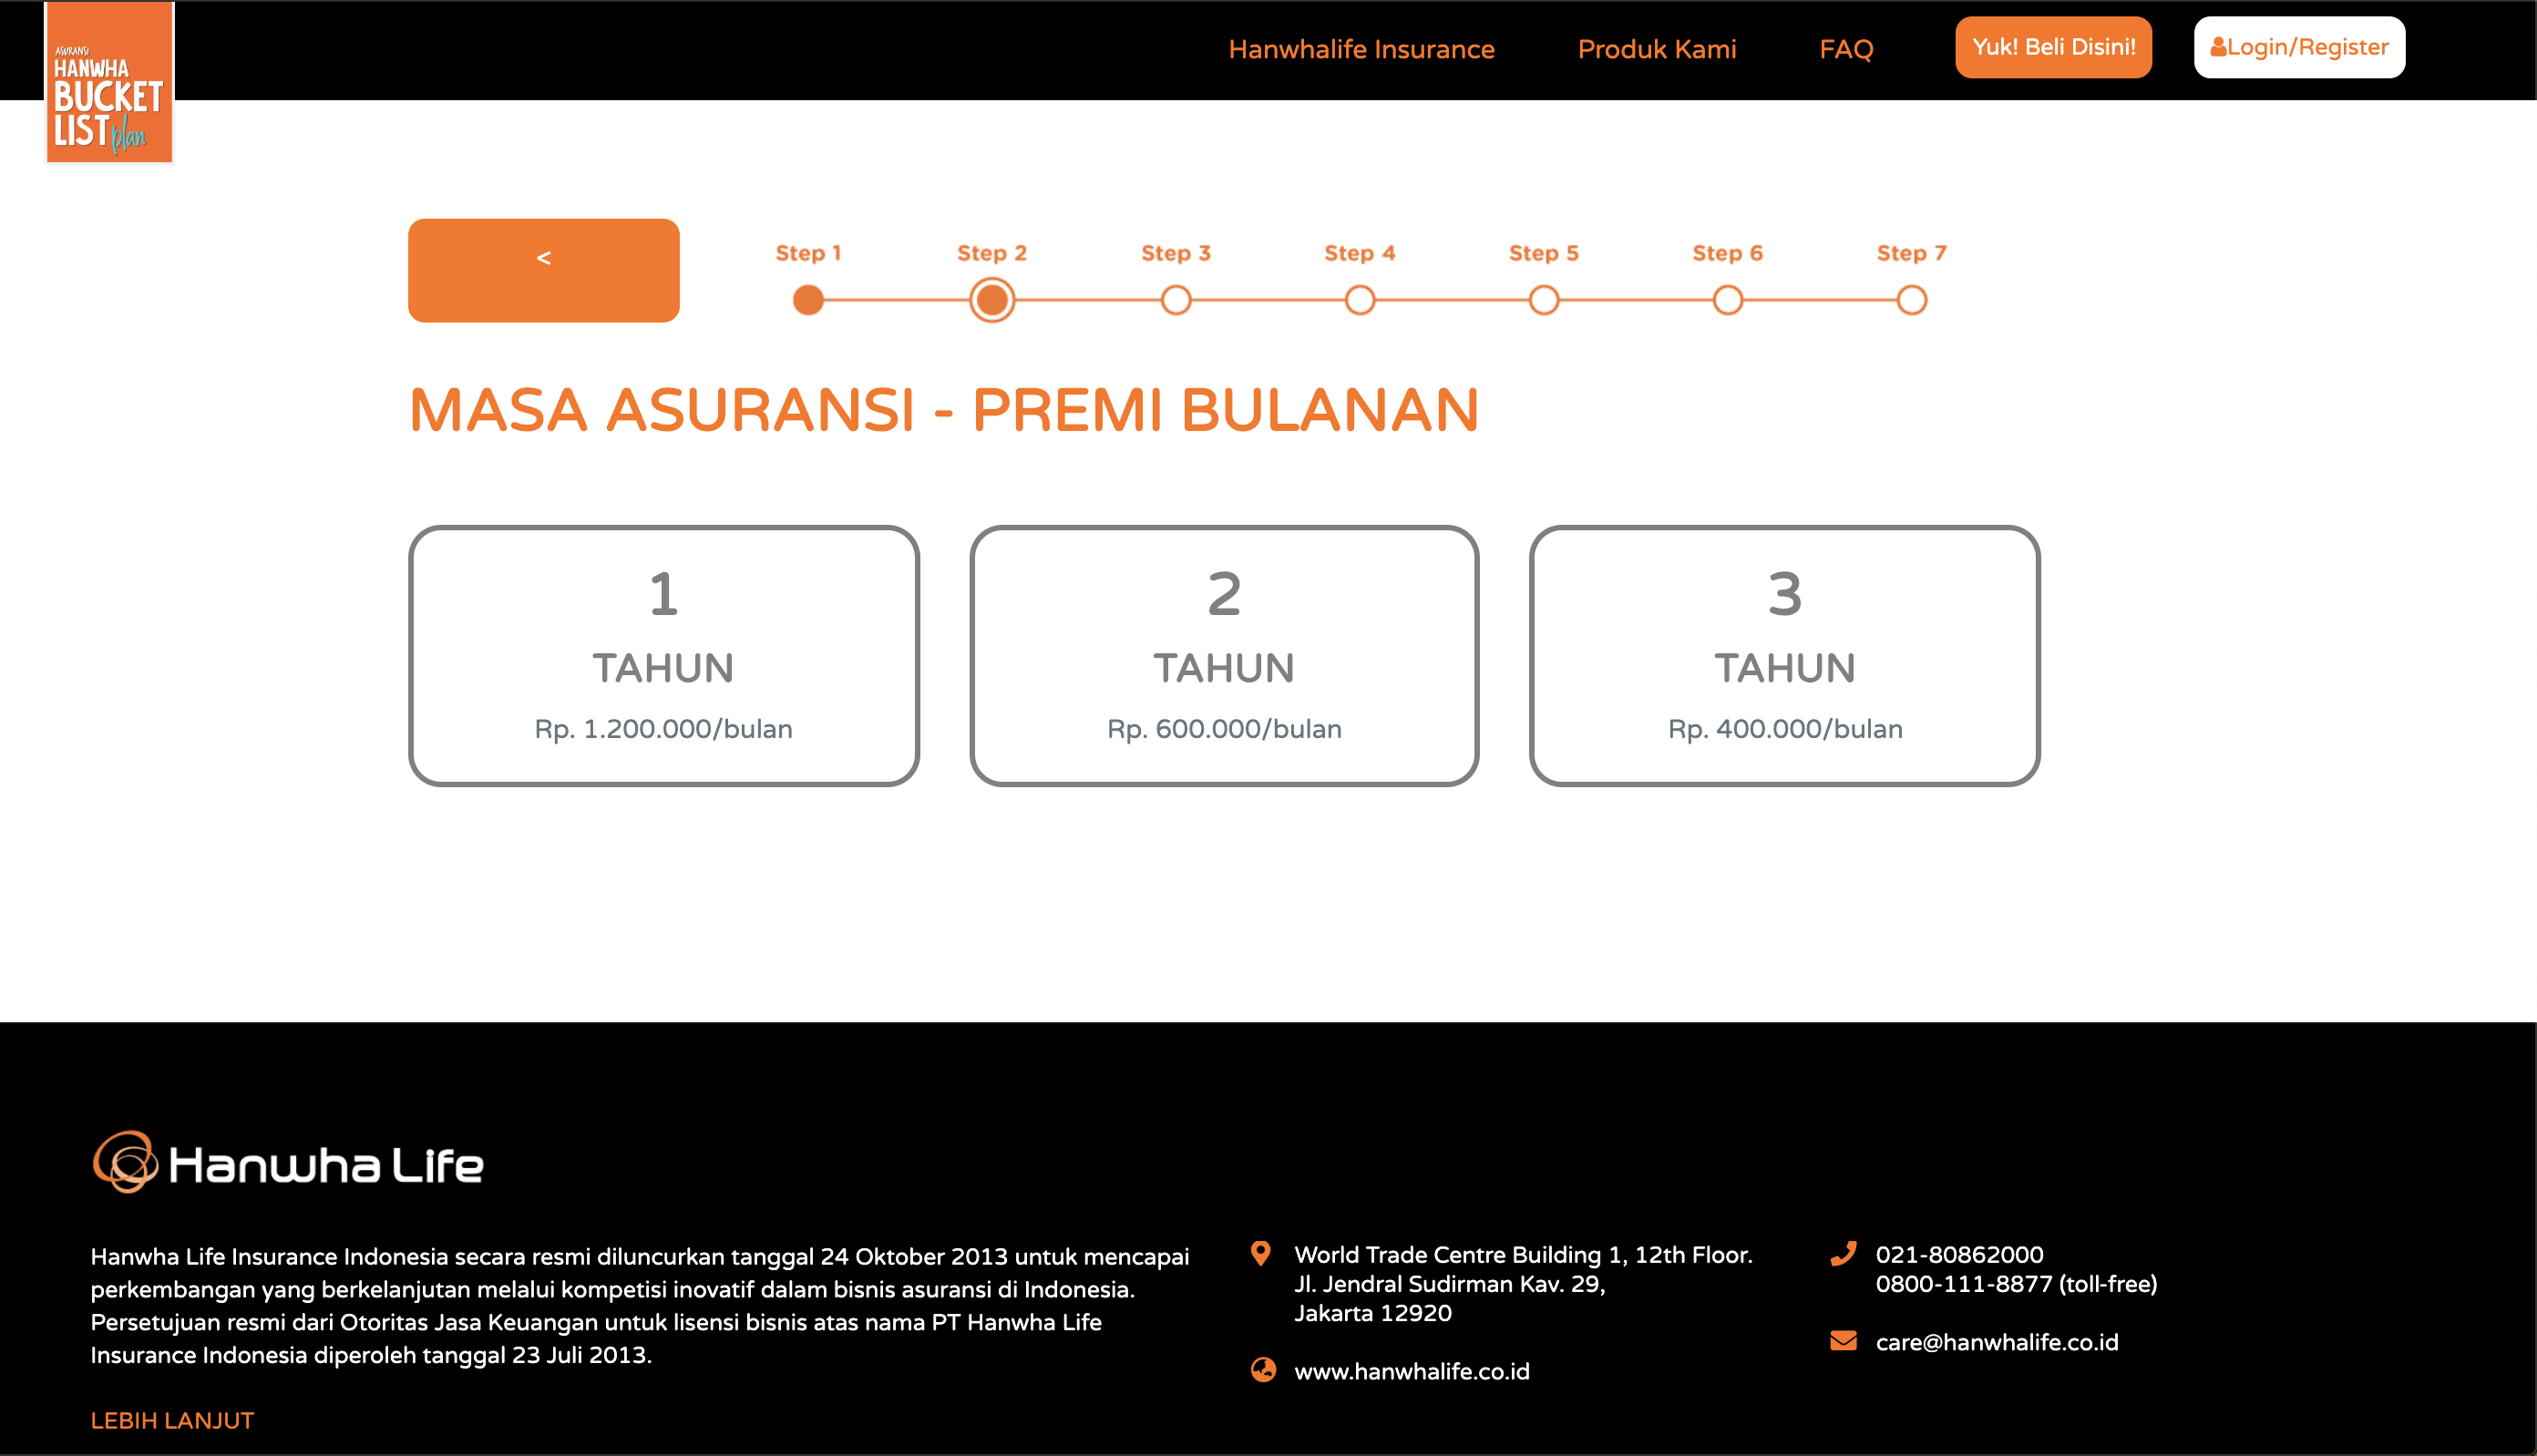 ASURANSI
HANWHA
BUCKET
LIST plan
Hanwhalife Insurance
Produk Kami
FAQ
Yuk! Beli Disini!
Login/Register
<
Step 1
Step 2
Step 3
Step 4
Step 5
Step 6
Step 7
MASA ASURANSI - PREMI BULANAN
1
TAHUN
Rp. 1.200.000/bulan
2
TAHUN
Rp. 600.000/bulan
3
TAHUN
Rp. 400.000/bulan
Hanwha Life
Hanwha Life Insurance Indonesia secara resmi diluncurkan tanggal 24 Oktober 2013 untuk mencapai
perkembangan yang berkelanjutan melalui kompetisi inovatif dalam bisnis asuransi di Indonesia.
Persetujuan resmi dari Otoritas Jasa Keuangan untuk lisensi bisnis atas nama PT Hanwha Life
Insurance Indonesia diperoleh tanggal 23 Juli 2013.
LEBIH LANJUT
World Trade Centre Building 1, 12th Floor.
Jl. Jendral Sudirman Kav. 29,
Jakarta 12920
www.hanwhalife.co.id
021-80862000
0800-111-8877 (toll-free)
care@hanwhalife.co.id